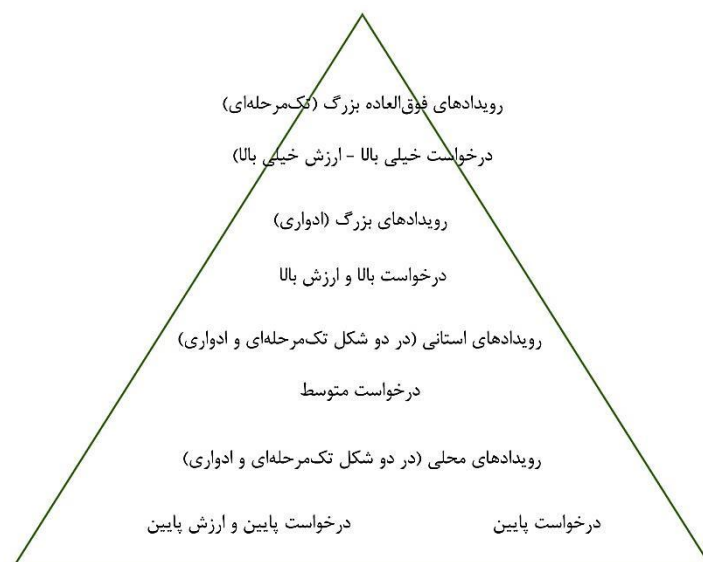 رویدادهای فوق‌العاده بزرگ (تک‌مرحله‌ای)
درخواست خیلی بالا - ارزش خیلی بالا)
رویدادهای بزرگ (ادواری)
درخواست بالا و ارزش بالا
رویدادهای استانی (در دو شکل تک‌مرحله‌ای و ادواری)
درخواست متوسط
رویدادهای محلی (در دو شکل تک‌مرحله‌ای و ادواری)
درخواست پایین
درخواست پایین و ارزش پایین